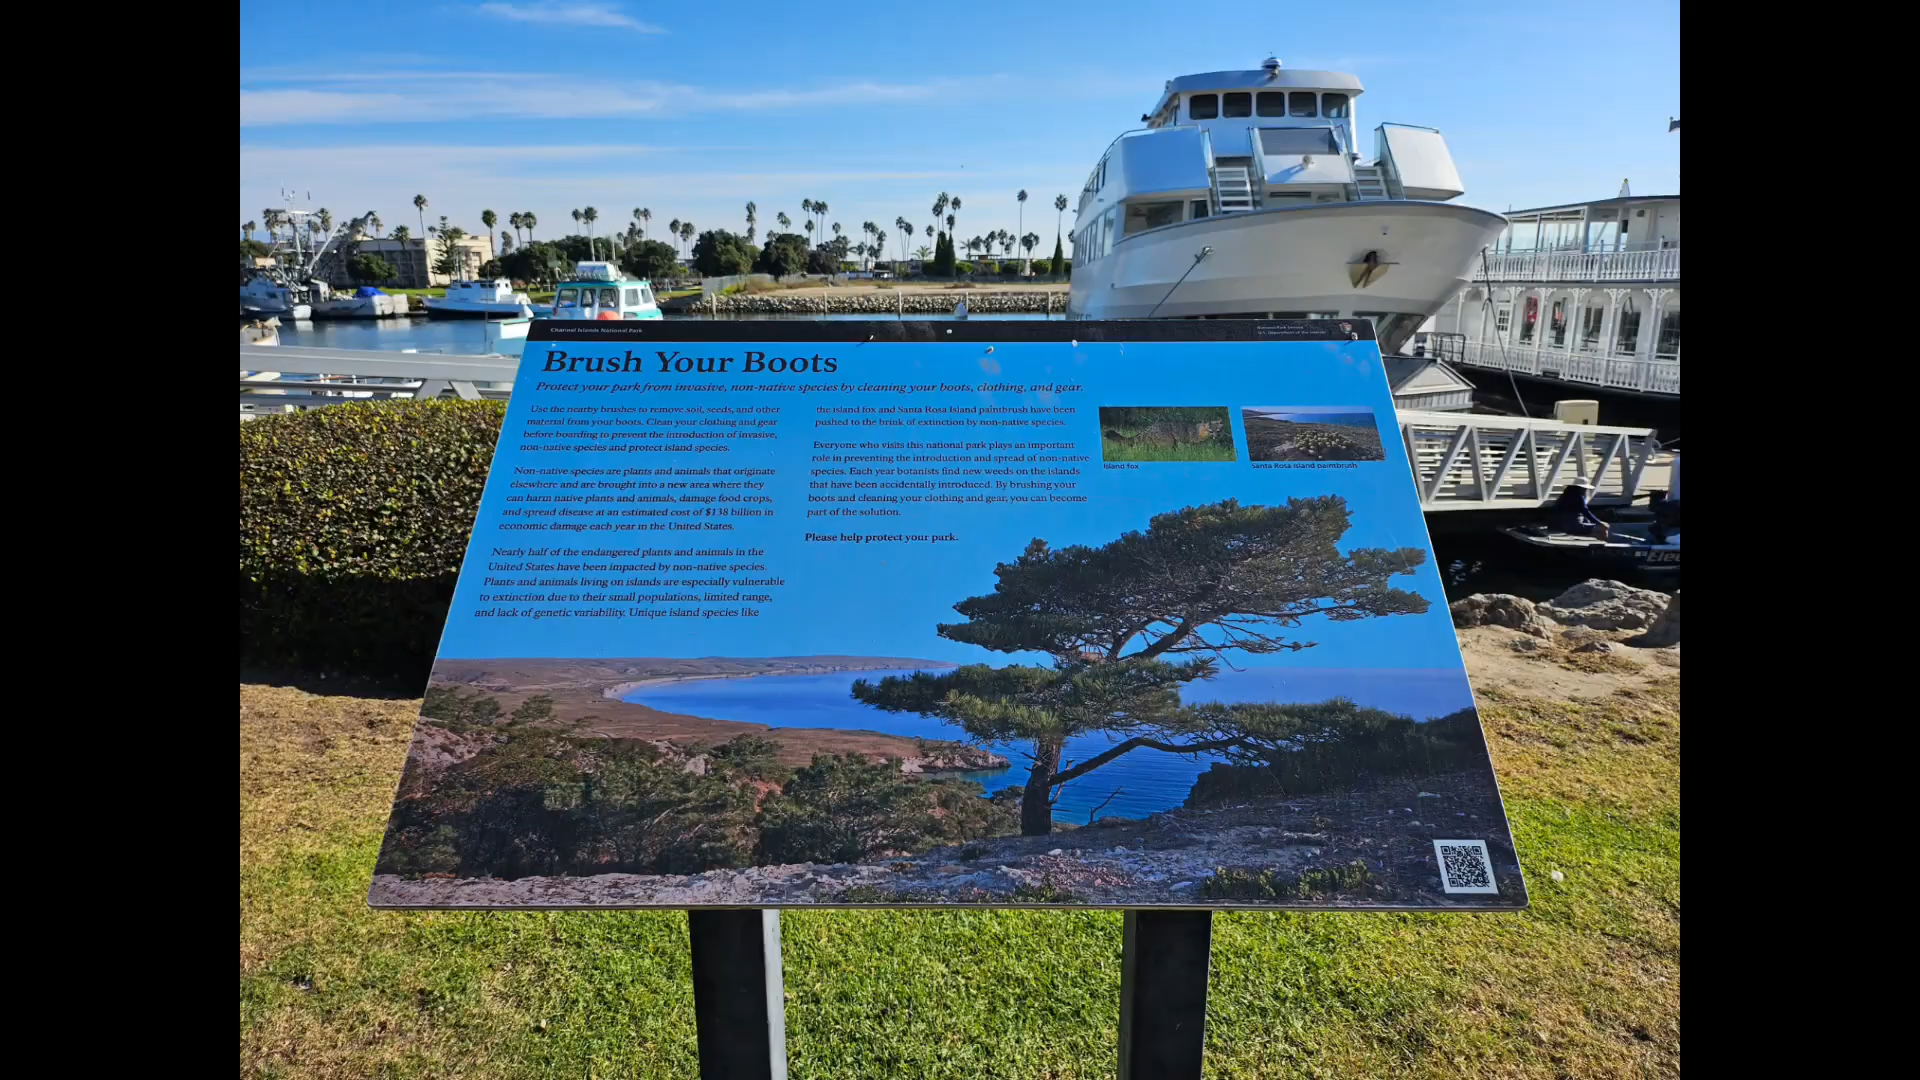 Channel Islands National Park
National Park Service
U.S. Department of the Interior
Brush Your Boots
Protect your park from invasive, non-native species by cleaning your boots, clothing, and gear.
Use the nearby brushes to remove soil, seeds, and other
material from your boots. Clean your clothing and gear
before boarding to prevent the introduction of invasive,
non-native species and protect island species.
Non-native species are plants and animals that originate
elsewhere and are brought into a new area where they
can harm native plants and animals, damage food crops,
and spread disease at an estimated cost of $138 billion in
economic damage each year in the United States.
Nearly half of the endangered plants and animals in the
United States have been impacted by non-native species.
Plants and animals living on islands are especially vulnerable
to extinction due to their small populations, limited range,
and lack of genetic variability. Unique island species like
the island fox and Santa Rosa Island paintbrush have been
pushed to the brink of extinction by non-native species.
Everyone who visits this national park plays an important
role in preventing the introduction and spread of non-native
species. Each year botanists find new weeds on the islands
that have been accidentally introduced. By brushing your
boots and cleaning your clothing and gear, you can become
part of the solution.
Please help protect your park.
Island fox
Santa Rosa Island paintbrush